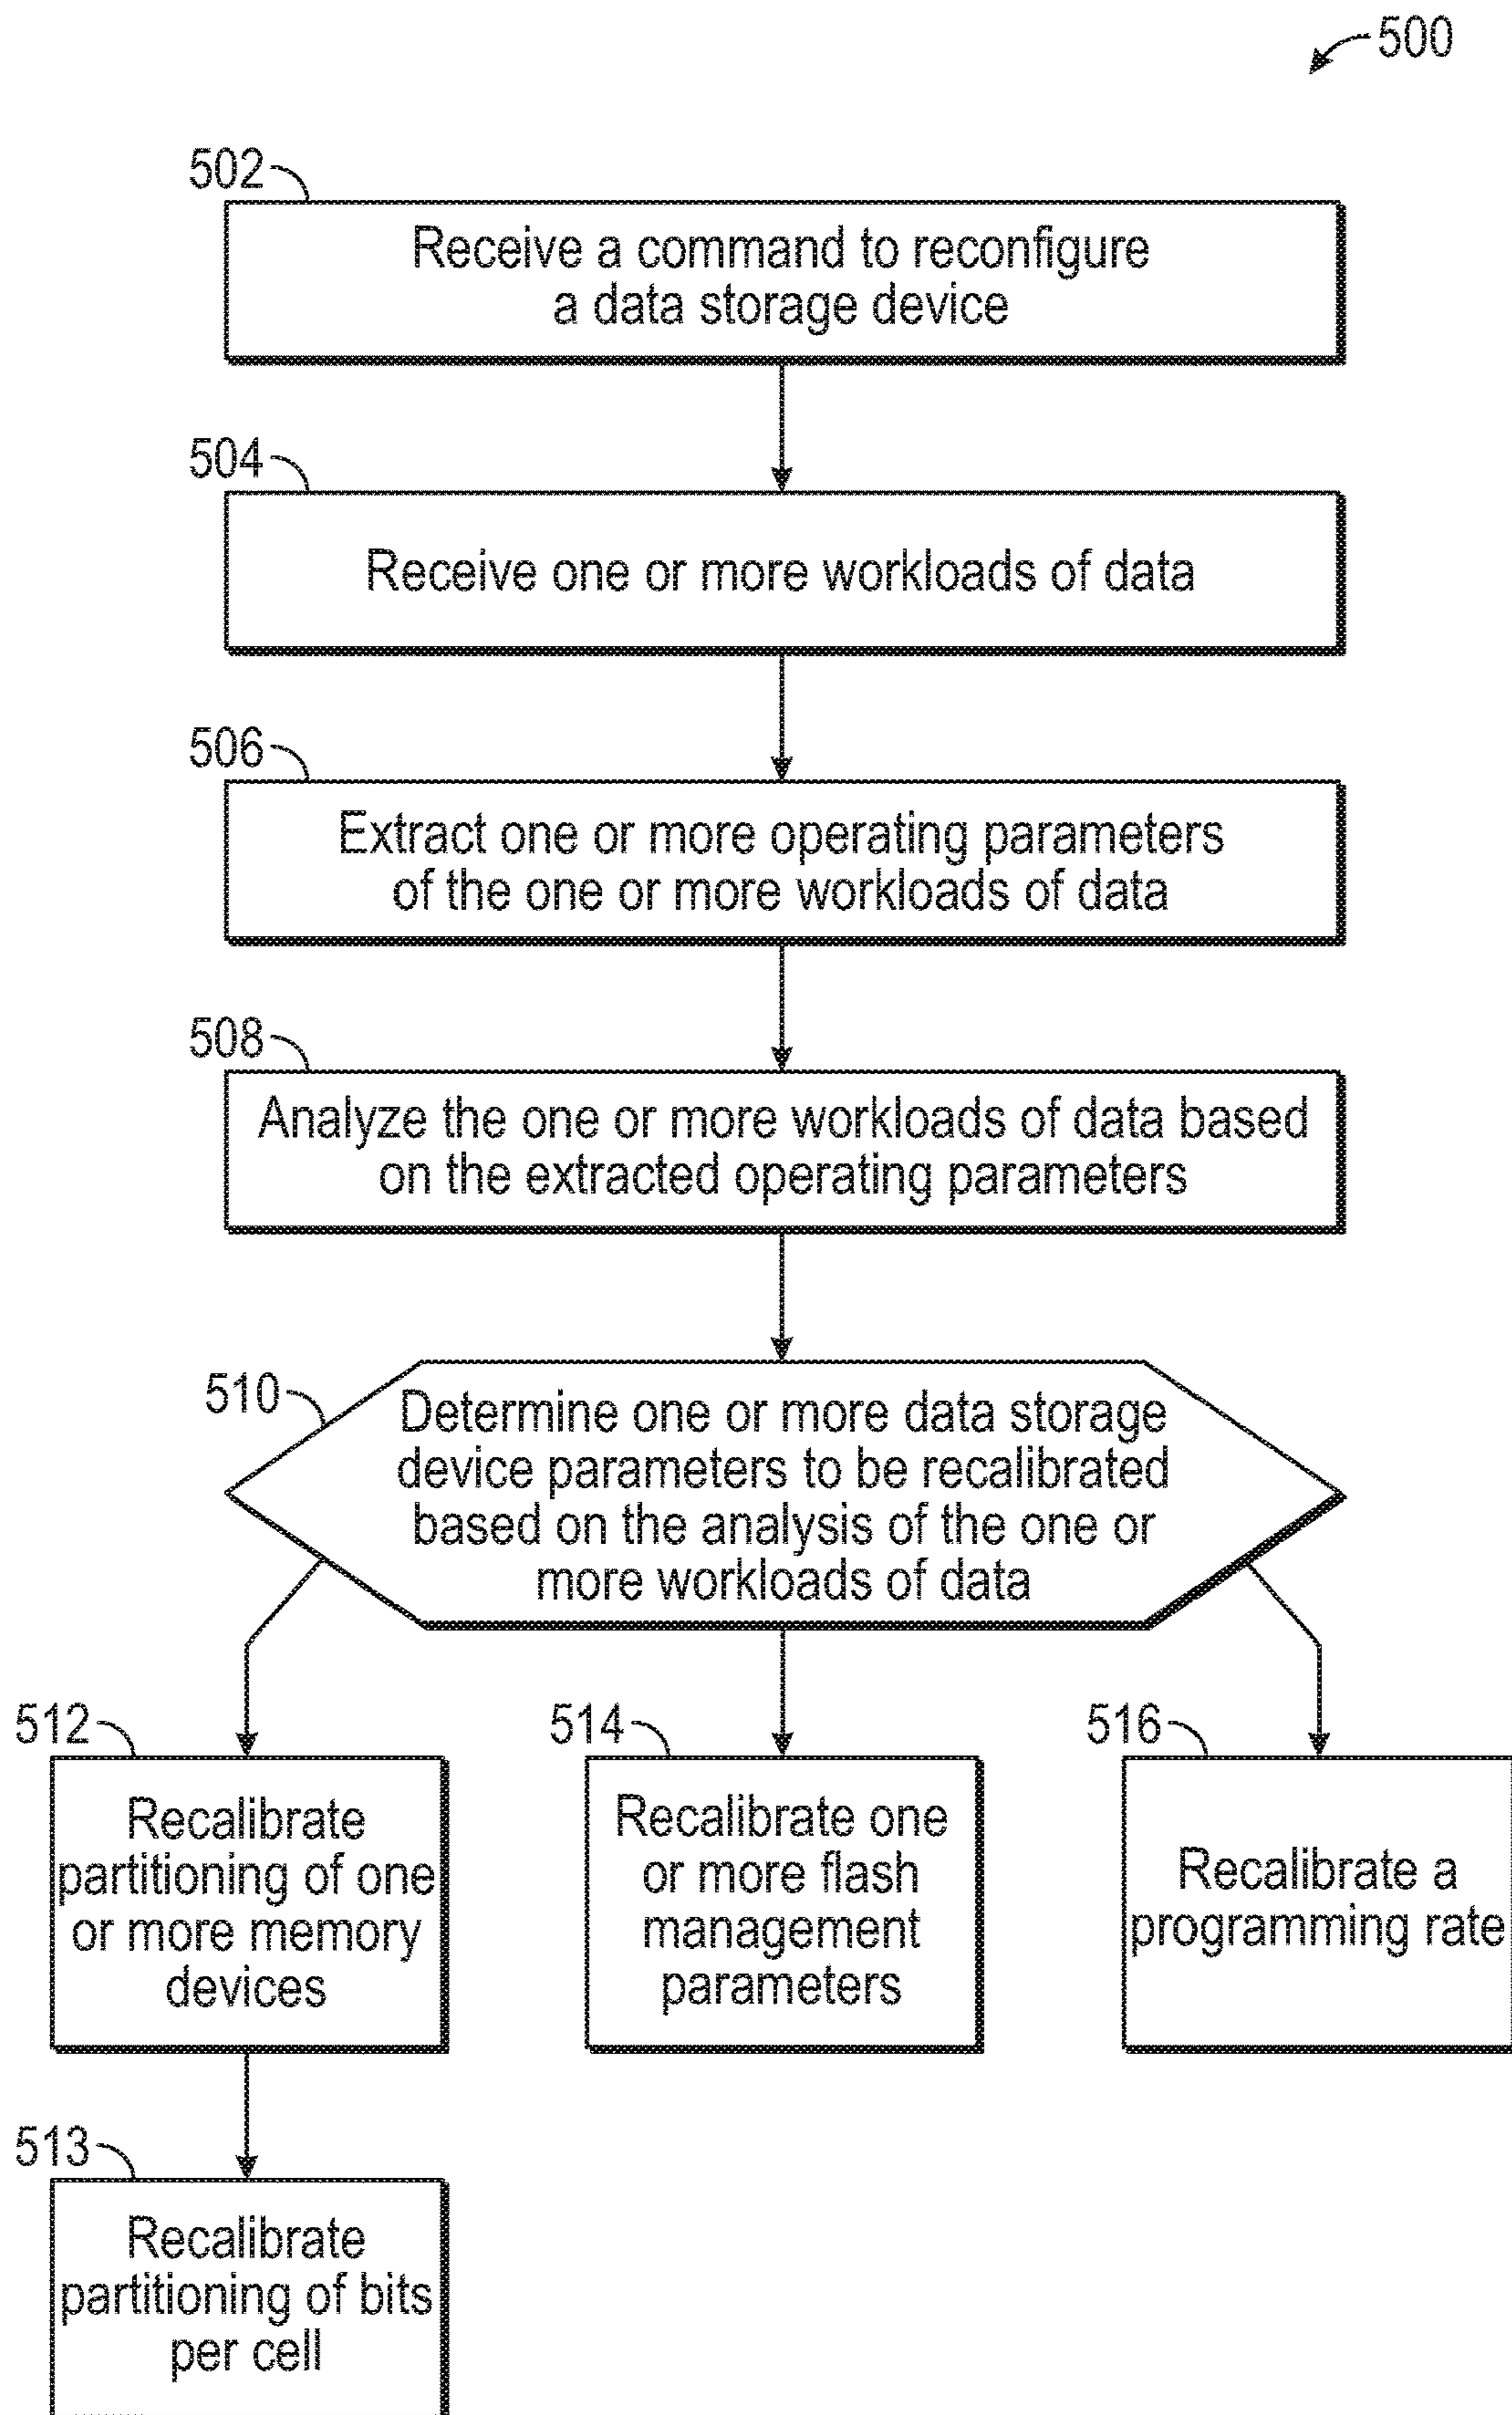 500
502
Receive a command to reconfigure
a data storage device
504
Receive one or more workloads of data
506
Extract one or more operating parameters
of the one or more workloads of data
508
Analyze the one or more workloads of data based
on the extracted operating parameters
510
Determine one or more data storage
device parameters to be recalibrated
based on the analysis of the one or
more workloads of data
512
Recalibrate
partitioning of one
or more memory
devices
514
Recalibrate one
or more flash
management
parameters
516
Recalibrate a
programming rate
513
Recalibrate
partitioning of bits
per cell